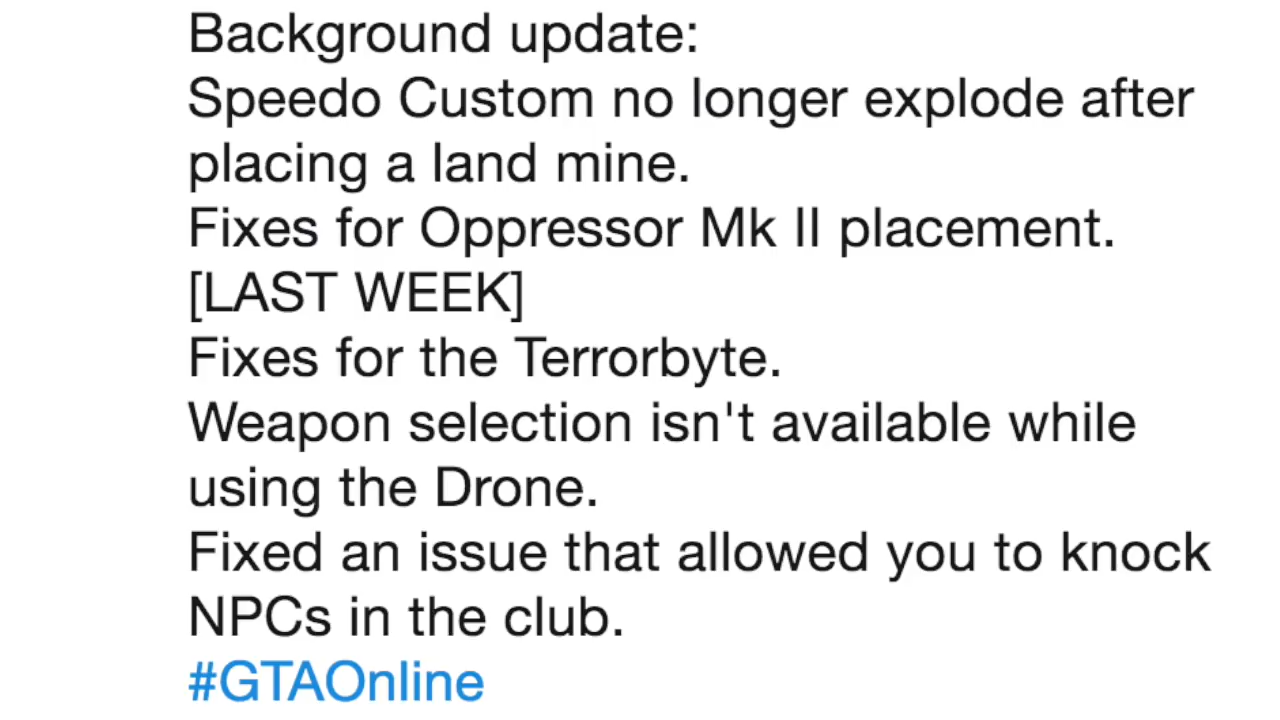 Background update:
Speedo Custom no longer explode after
placing a land mine.
Fixes for Oppressor Mk II placement.
[LAST WEEK]
Fixes for the Terrorbyte.
Weapon selection isn't available while
using the Drone.
Fixed an issue that allowed you to knock
NPCs in the club.
#GTAOnline